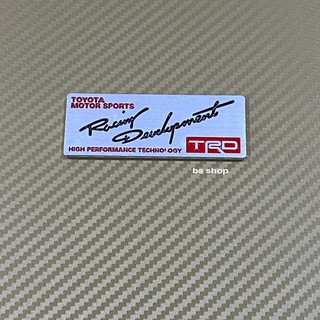 TOYOTA
MOTOR SPORTS
Racing Development
HIGH PERFORMANCE TECHNOLOGY TRD
bs shop